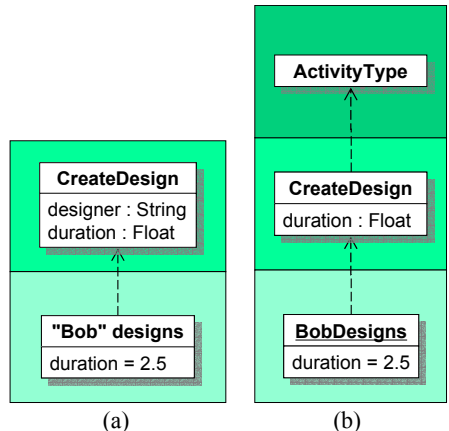 CreateDesign
designer : String
duration : Float
"Bob" designs
duration = 2.5
(a)
ActivityType
CreateDesign
duration : Float
BobDesigns
duration = 2.5
(b)